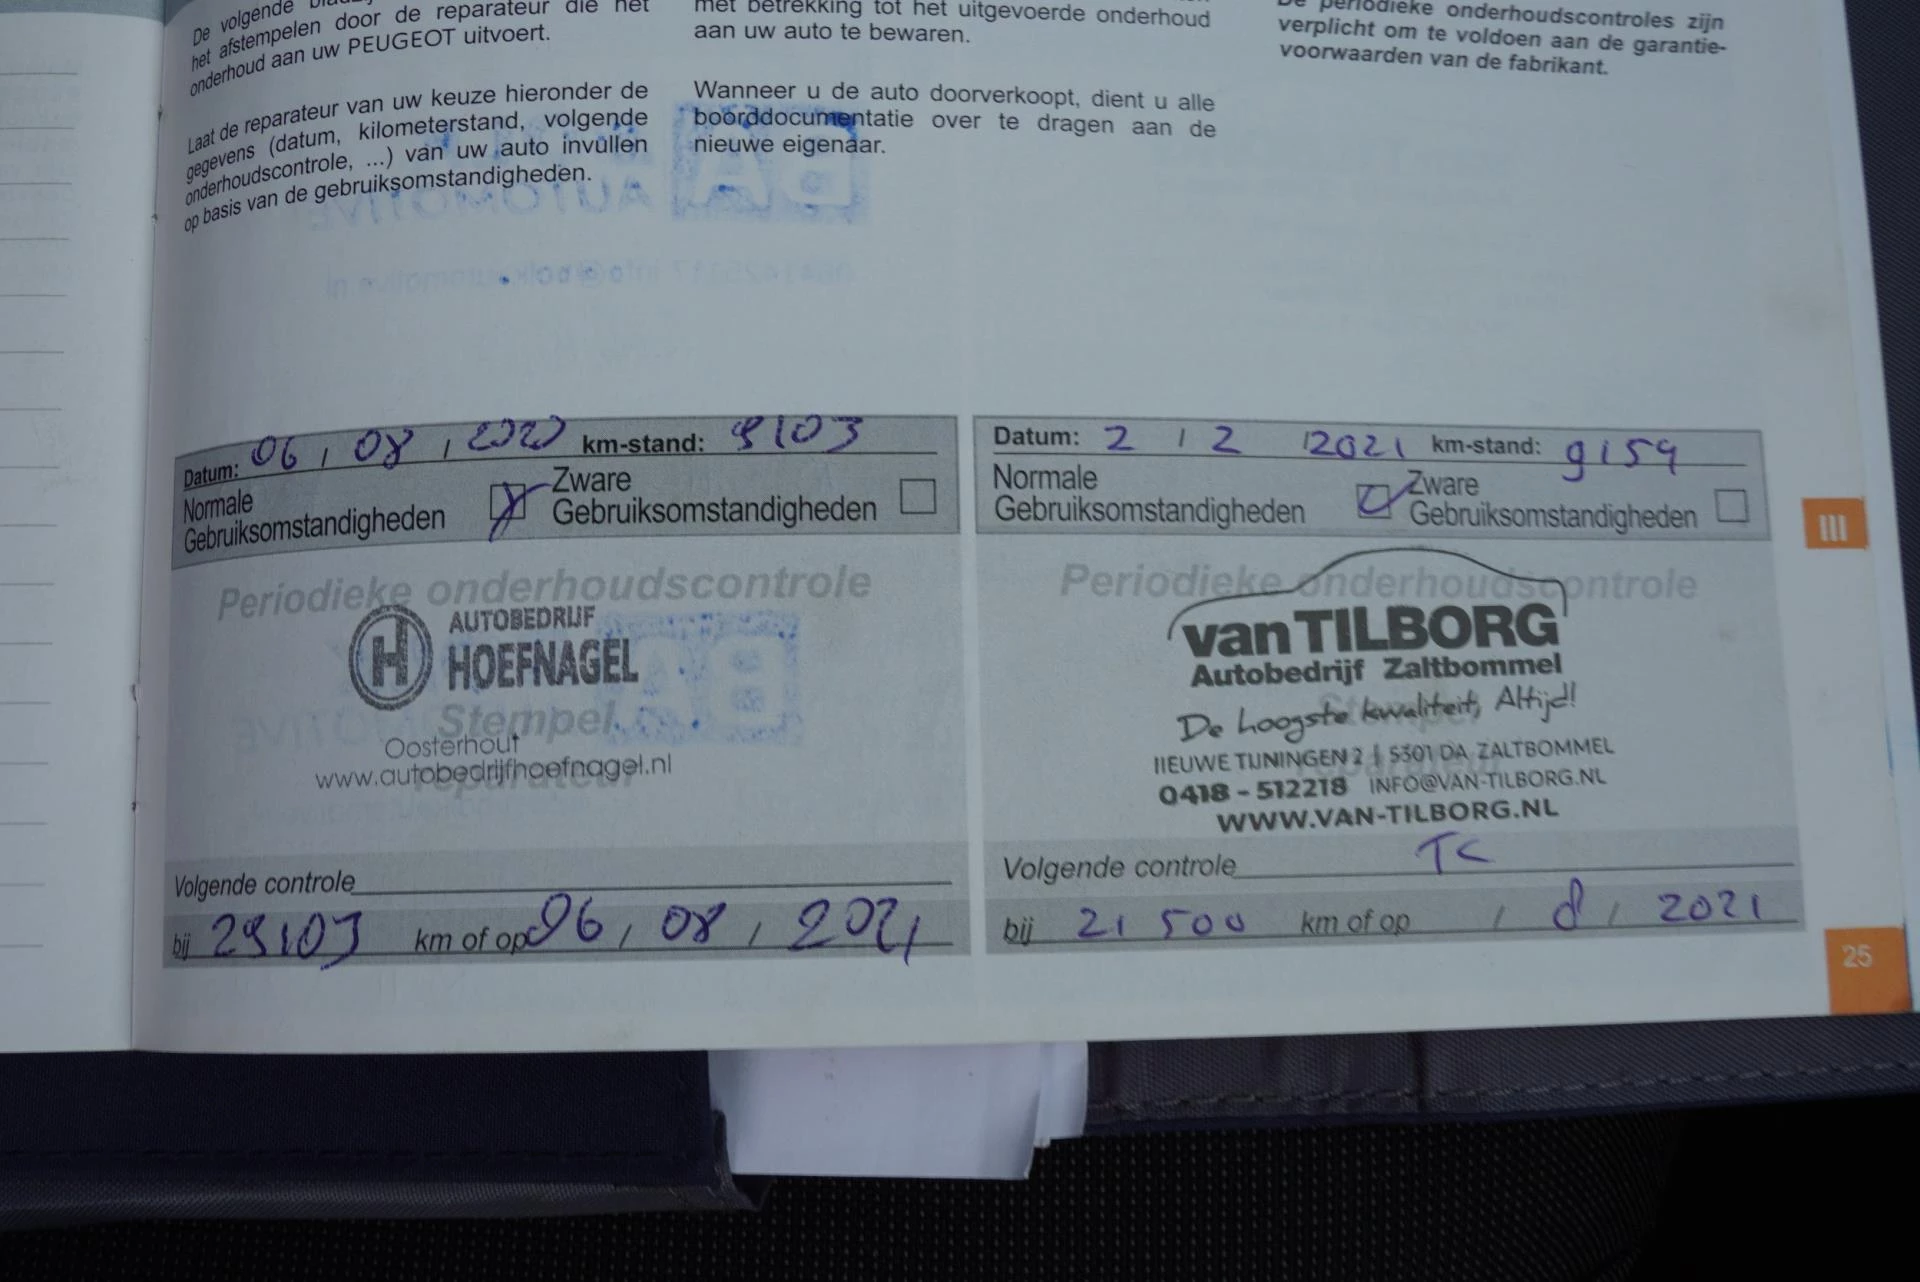 De volgende
het afstempelen door de reparateur die het
onderhoud aan uw PEUGEOT uitvoert.
Laat de reparateur van uw keuze hieronder de
gegevens (datum, kilometerstand, volgende
onderhoudscontrole, ...) van uw auto invullen
op basis van de gebruiksomstandigheden.
met betrekking tot het uitgevoerde onderhoud
aan uw auto te bewaren.
Wanneer u de auto doorverkoopt, dient u alle
boorddocumentatie over te dragen aan de
nieuwe eigenaar.
De periodieke onderhoudscontroles zijn
verplicht om te voldoen aan de garantie-
voorwaarden van de fabrikant.
Datum: 06 / 08 / 2020 km-stand: 9103
Normale
Gebruiksomstandigheden
Zware
Gebruiksomstandigheden
Periodieke onderhoudscontrole
H AUTOBEDRIJF
HOEFNAGEL
Stempel
Oosterhout
www.autobedrijfhoefnagel.nl
reparateur
Volgende controle
bij 29103 km of op 06 / 08 / 2021
Datum: 2 / 2 / 2021 km-stand: 9159
Normale
Gebruiksomstandigheden
Zware
Gebruiksomstandigheden
Periodieke onderhoudscontrole
van TILBORG
Autobedrijf Zaltbommel
De hoogste kwaliteit, Altijd!
NIEUWE TIJNINGEN 2 | 5301 DA ZALTBOMMEL
0418 - 512218 INFO@VAN-TILBORG.NL
WWW.VAN-TILBORG.NL
Volgende controle TC
bij 21 500 km of op / 8 / 2021
III
25